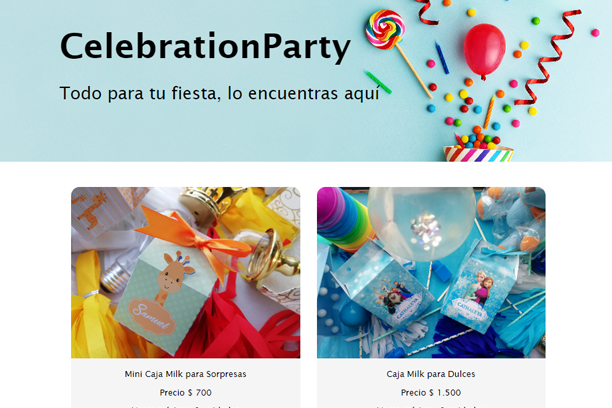 CelebrationParty
Todo para tu fiesta, lo encuentras aquí
Samuel
Mini Caja Milk para Sorpresas
Precio $ 700
Caja Milk para Dulces
Precio $ 1.500